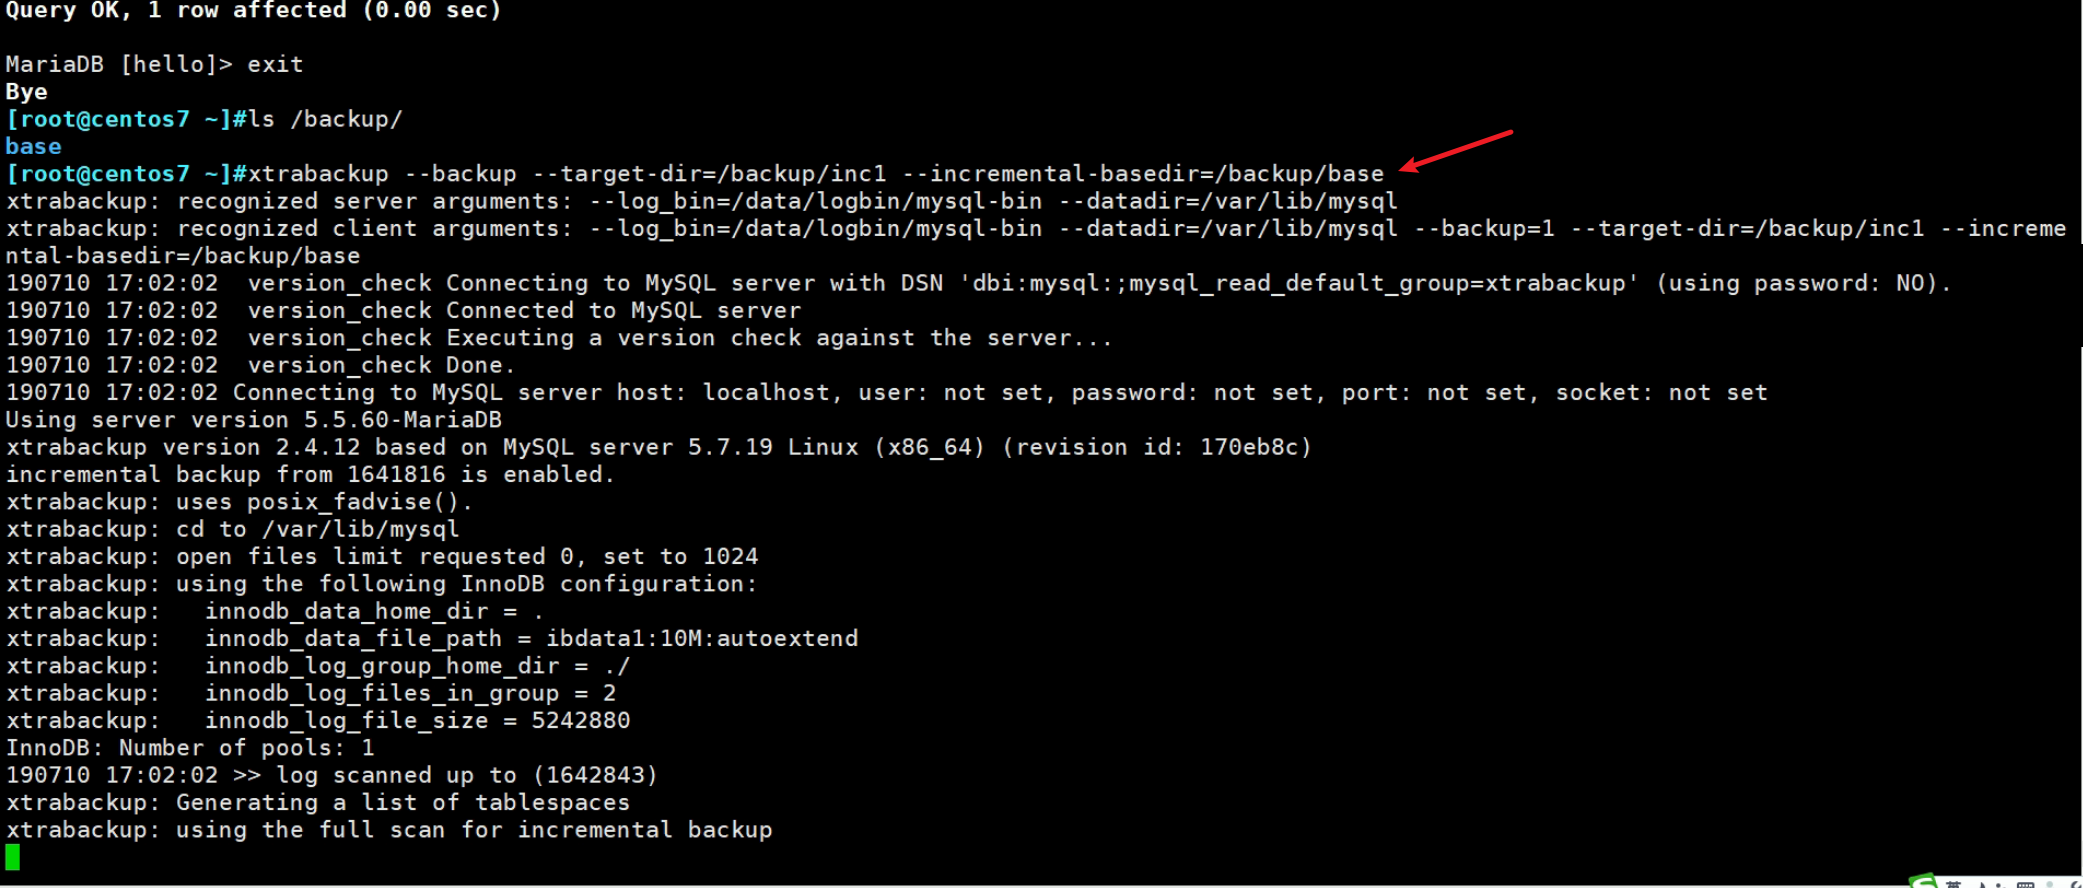 Query OK, 1 row affected (0.00 sec)
MariaDB [hello]> exit
Bye
[root@centos7 ~]#ls /backup/
base
[root@centos7 ~]#xtrabackup --backup --target-dir=/backup/inc1 --incremental-basedir=/backup/base
xtrabackup: recognized server arguments: --log_bin=/data/logbin/mysql-bin --datadir=/var/lib/mysql
xtrabackup: recognized client arguments: --log_bin=/data/logbin/mysql-bin --datadir=/var/lib/mysql --backup=1 --target-dir=/backup/inc1 --increme
ntal-basedir=/backup/base
190710 17:02:02  version_check Connecting to MySQL server with DSN 'dbi:mysql:;mysql_read_default_group=xtrabackup' (using password: NO).
190710 17:02:02  version_check Connected to MySQL server
190710 17:02:02  version_check Executing a version check against the server...
190710 17:02:02  version_check Done.
190710 17:02:02 Connecting to MySQL server host: localhost, user: not set, password: not set, port: not set, socket: not set
Using server version 5.5.60-MariaDB
xtrabackup version 2.4.12 based on MySQL server 5.7.19 Linux (x86_64) (revision id: 170eb8c)
incremental backup from 1641816 is enabled.
xtrabackup: uses posix_fadvise().
xtrabackup: cd to /var/lib/mysql
xtrabackup: open files limit requested 0, set to 1024
xtrabackup: using the following InnoDB configuration:
xtrabackup:   innodb_data_home_dir = .
xtrabackup:   innodb_data_file_path = ibdata1:10M:autoextend
xtrabackup:   innodb_log_group_home_dir = ./
xtrabackup:   innodb_log_files_in_group = 2
xtrabackup:   innodb_log_file_size = 5242880
InnoDB: Number of pools: 1
190710 17:02:02 >> log scanned up to (1642843)
xtrabackup: Generating a list of tablespaces
xtrabackup: using the full scan for incremental backup